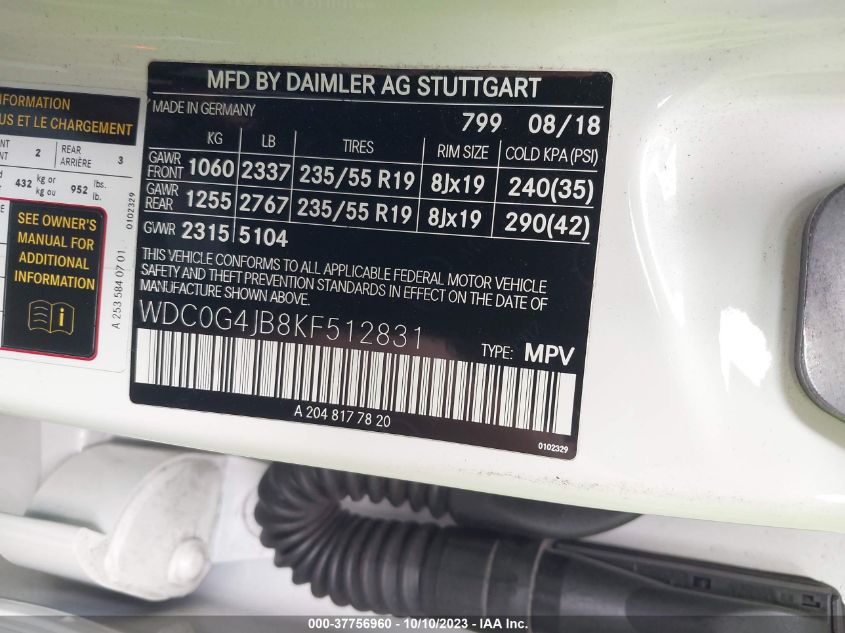 MFD BY DAIMLER AG STUTTGART
MADE IN GERMANY
799 08/18
KG LB TIRES RIM SIZE COLD KPA (PSI)
GAWR FRONT 1060 2337 235/55 R19 8Jx19 240(35)
GAWR REAR 1255 2767 235/55 R19 8Jx19 290(42)
GVWR 2315 5104
THIS VEHICLE CONFORMS TO ALL APPLICABLE FEDERAL MOTOR VEHICLE
SAFETY AND THEFT PREVENTION STANDARDS IN EFFECT ON THE DATE OF
MANUFACTURE SHOWN ABOVE.
WDC0G4JB8KF512831
TYPE: MPV
A 204 817 78 20
0102329
INFORMATION
ET LE CHARGEMENT
2 REAR ARRIÈRE 3
432 kg or kg ou 952 lbs. lb.
0102329
SEE OWNER'S
MANUAL FOR
ADDITIONAL
INFORMATION
i
A 253 584 07 01
000-37756960 - 10/10/2023 - IAA Inc.